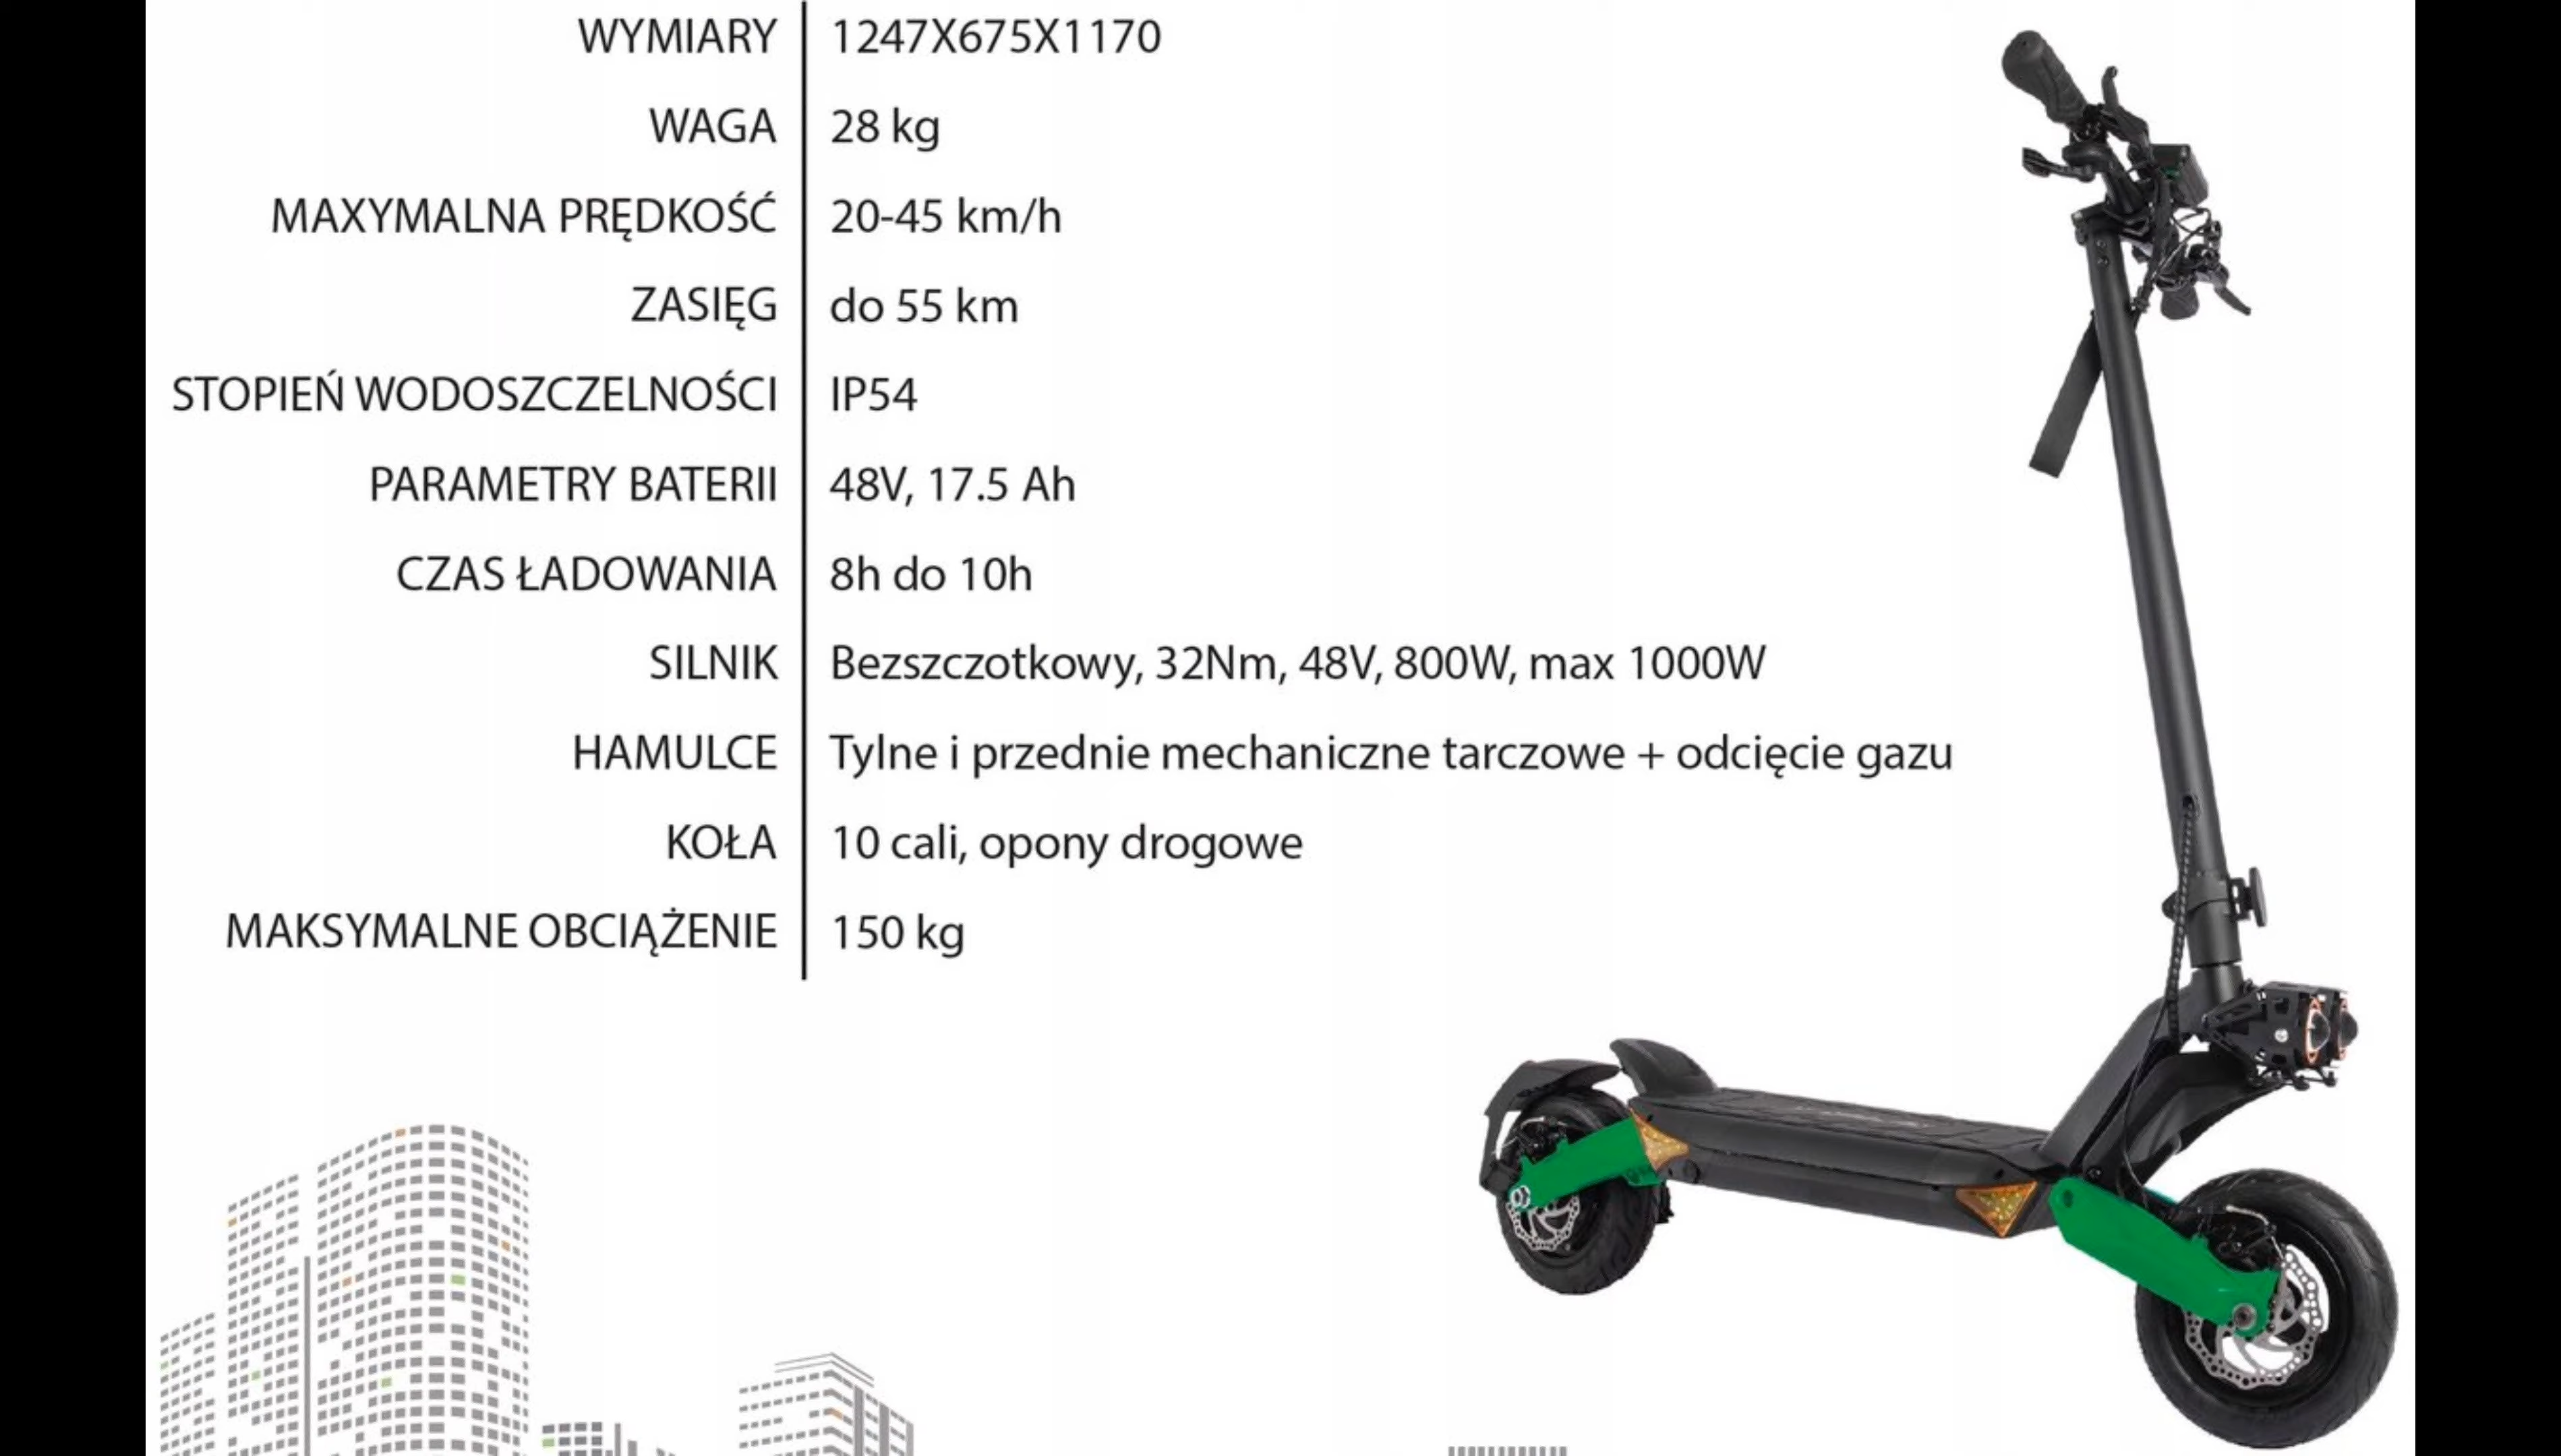 WYMIARY 1247X675X1170
WAGA 28 kg
MAXYMALNA PRĘDKOŚĆ 20-45 km/h
ZASIĘG do 55 km
STOPIEŃ WODOSZCZELNOŚCI IP54
PARAMETRY BATERII 48V, 17.5 Ah
CZAS ŁADOWANIA 8h do 10h
SILNIK Bezszczotkowy, 32Nm, 48V, 800W, max 1000W
HAMULCE Tylne i przednie mechaniczne tarczowe + odcięcie gazu
KOŁA 10 cali, opony drogowe
MAKSYMALNE OBCIĄŻENIE 150 kg